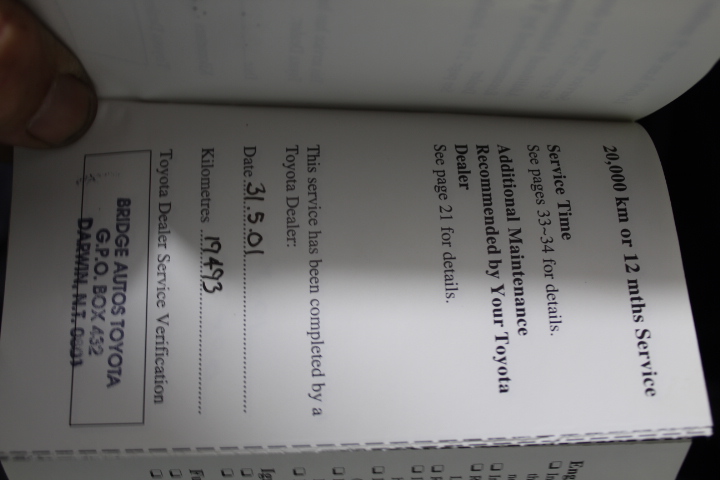 20,000 km or 12 mths Service
Service Time
See pages 33~34 for details.
Additional Maintenance
Recommended by Your Toyota
Dealer
See page 21 for details.
This service has been completed by a
Toyota Dealer:
Date 31.5.01
Kilometres 19493
Toyota Dealer Service Verification
BRIDGE AUTOS TOYOTA
G.P.O. BOX 432
DARWIN, N.T. 0801